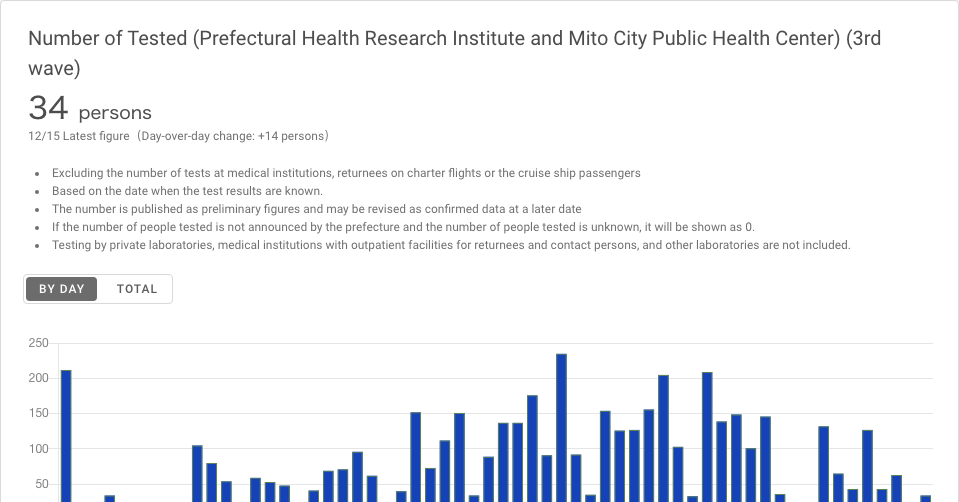 Number of Tested (Prefectural Health Research Institute and Mito City Public Health Center) (3rd
wave)
34 persons
12/15 Latest figure（Day-over-day change: +14 persons）
Excluding the number of tests at medical institutions, returnees on charter flights or the cruise ship passengers
Based on the date when the test results are known.
The number is published as preliminary figures and may be revised as confirmed data at a later date
If the number of people tested is not announced by the prefecture and the number of people tested is unknown, it will be shown as 0.
Testing by private laboratories, medical institutions with outpatient facilities for returnees and contact persons, and other laboratories are not included.
BY DAY TOTAL
250
200
150
100
50